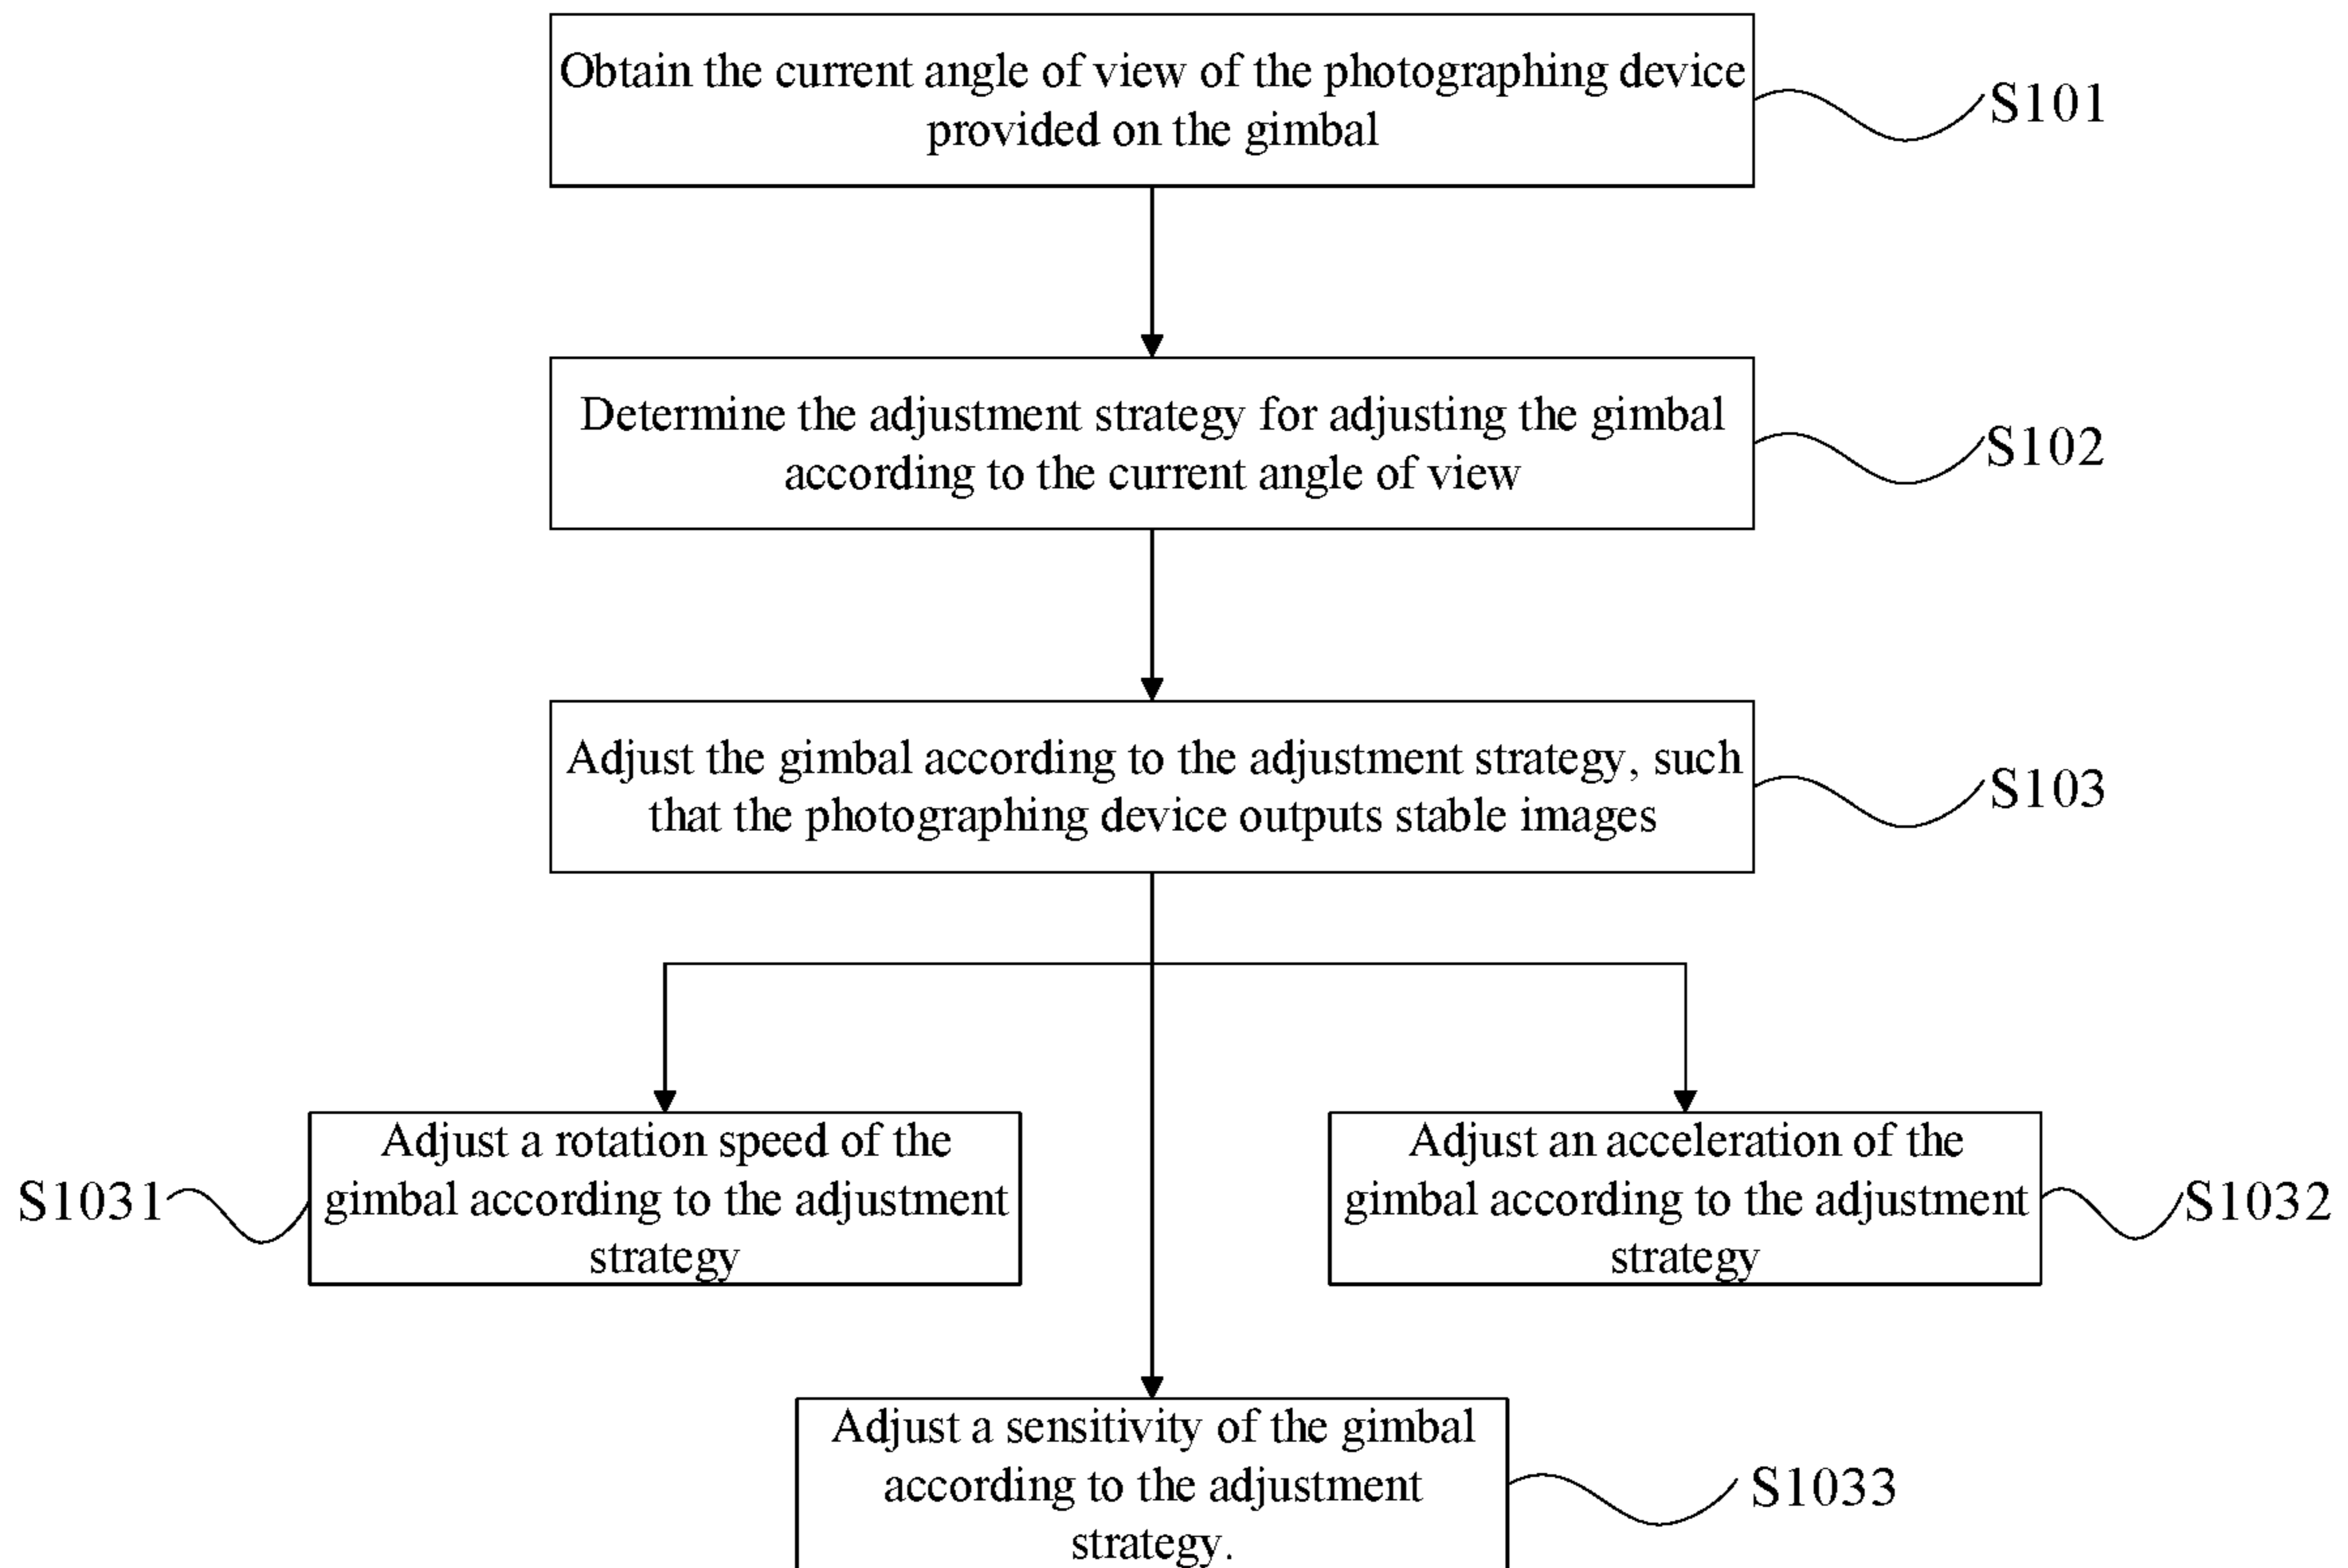 Obtain the current angle of view of the photographing device
provided on the gimbal
S101
Determine the adjustment strategy for adjusting the gimbal
according to the current angle of view
S102
Adjust the gimbal according to the adjustment strategy, such
that the photographing device outputs stable images
S103
Adjust a rotation speed of the
gimbal according to the adjustment
strategy
S1031
Adjust an acceleration of the
gimbal according to the adjustment
strategy
S1032
Adjust a sensitivity of the gimbal
according to the adjustment
strategy.
S1033